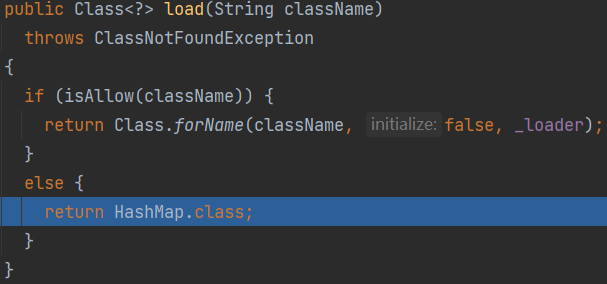 public Class<?> load(String className)
throws ClassNotFoundException
{
if (isAllow(className)) {
return Class.forName(className, initialize: false, _loader);
}
else {
return HashMap.class;
}
}